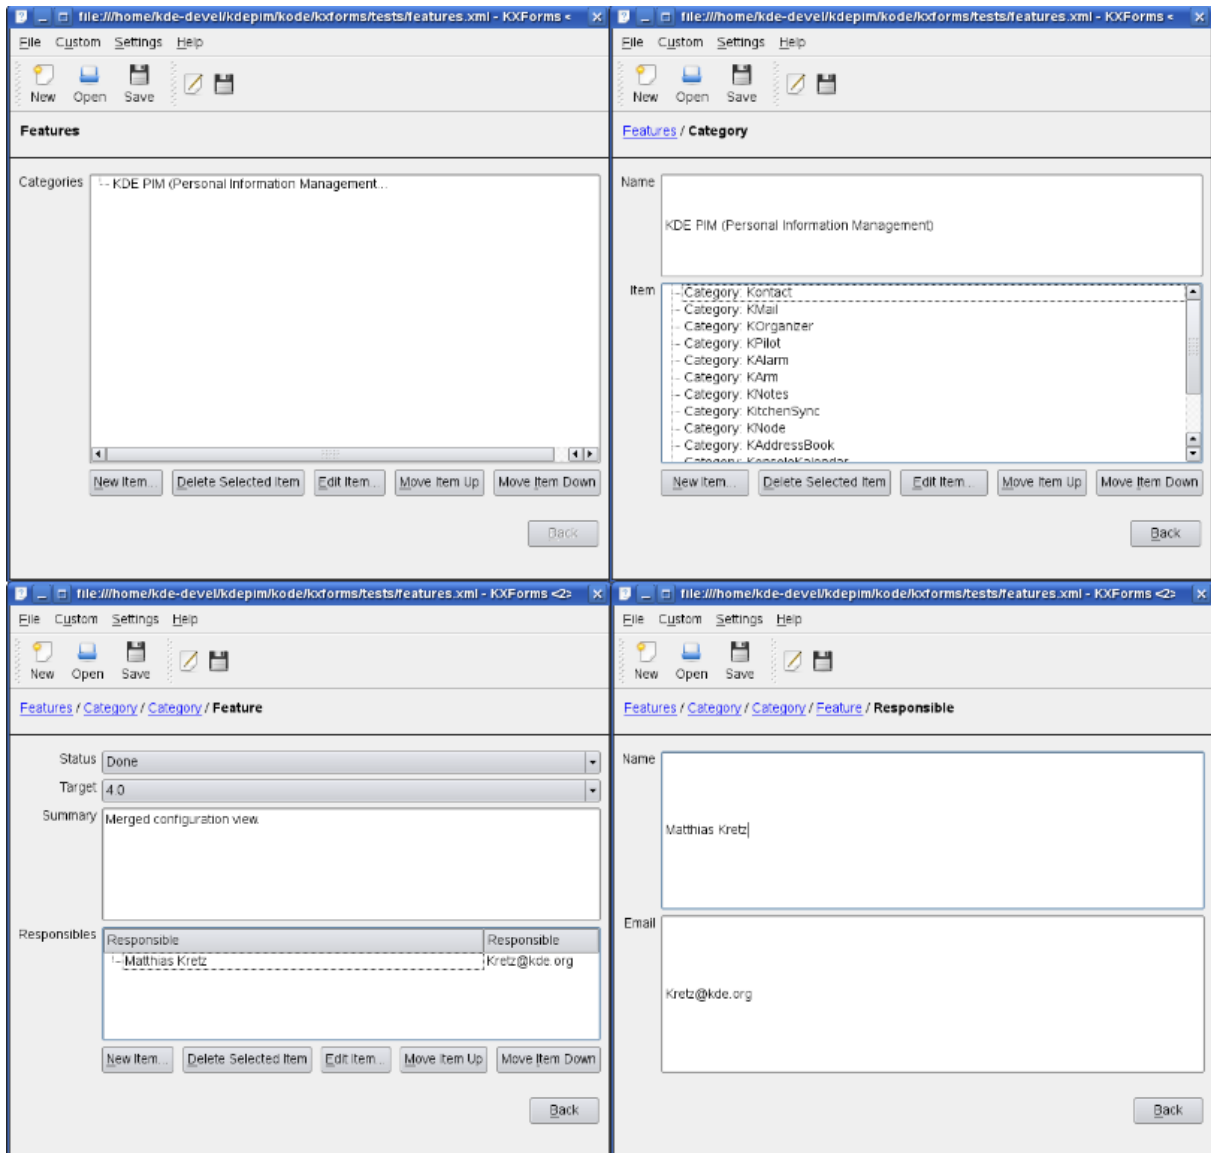 file:///home/kde-devel/kdepim/kode/kxforms/tests/features.xml - KXForms <
File Custom Settings Help
New Open Save
Features
Categories
KDE PIM (Personal Information Management...
New Item... Delete Selected Item Edit Item... Move Item Up Move Item Down
Back
file:///home/kde-devel/kdepim/kode/kxforms/tests/features.xml - KXForms <
File Custom Settings Help
New Open Save
Features / Category
Name
KDE PIM (Personal Information Management)
Item
Category: Kontact
Category: KMail
Category: KOrganizer
Category: KPilot
Category: KAlarm
Category: KArm
Category: KNotes
Category: KitchenSync
Category: KNode
Category: KAddressBook
Category: KonsoleKalendar
New Item... Delete Selected Item Edit Item... Move Item Up Move Item Down
Back
file:///home/kde-devel/kdepim/kode/kxforms/tests/features.xml - KXForms <2>
File Custom Settings Help
New Open Save
Features / Category / Category / Feature
Status Done
Target 4.0
Summary Merged configuration view.
Responsibles
Responsible Responsible
Matthias Kretz Kretz@kde.org
New Item... Delete Selected Item Edit Item... Move Item Up Move Item Down
Back
file:///home/kde-devel/kdepim/kode/kxforms/tests/features.xml - KXForms <2>
File Custom Settings Help
New Open Save
Features / Category / Category / Feature / Responsible
Name
Matthias Kretz
Email
Kretz@kde.org
Back